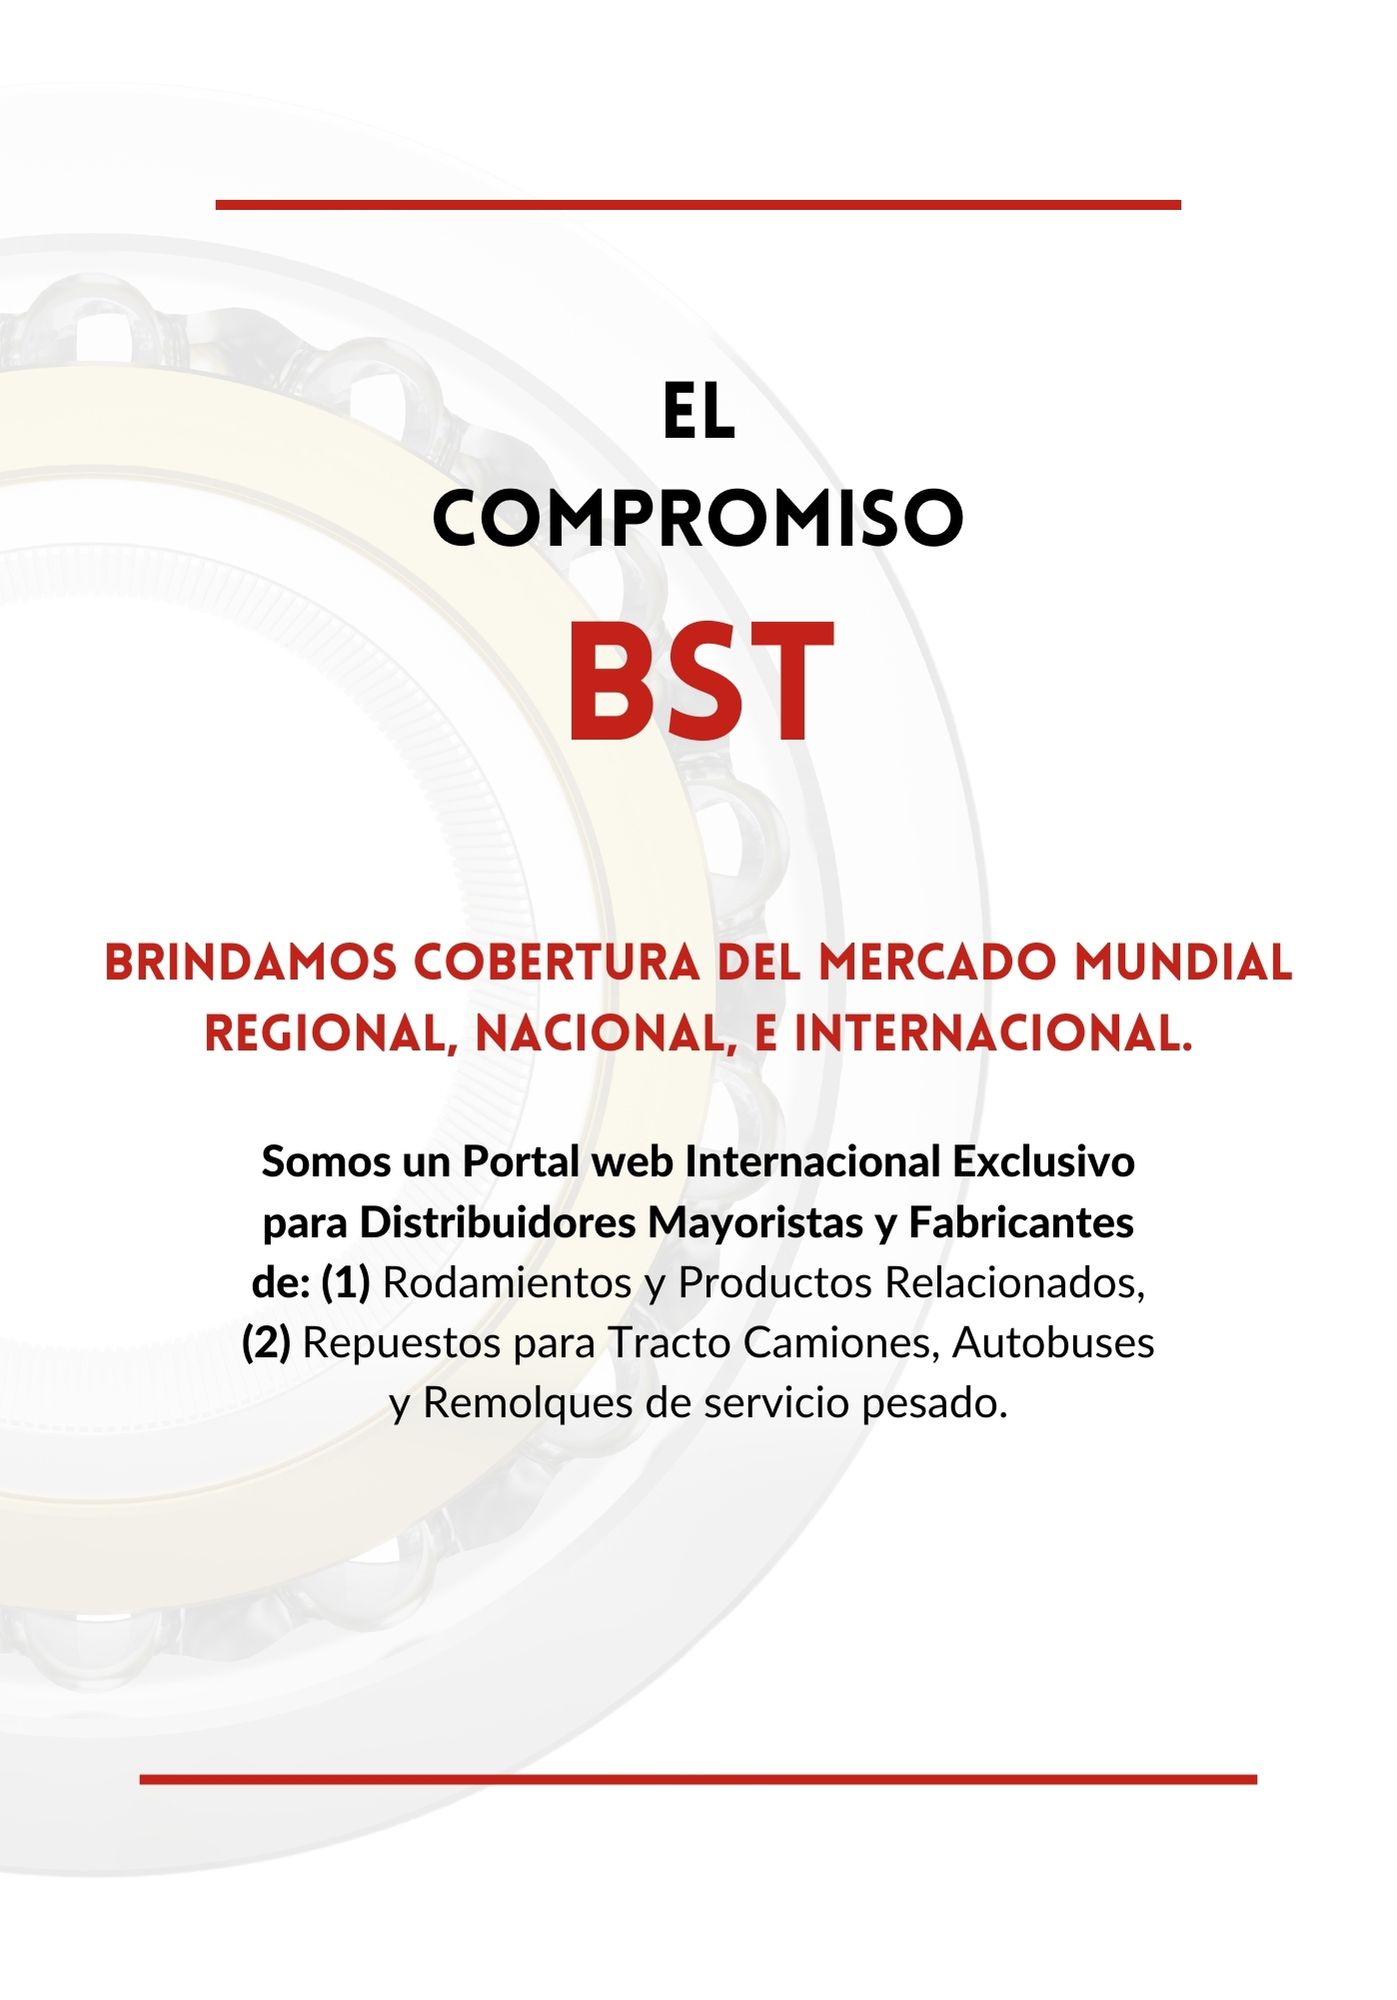 EL
COMPROMISO
BST
BRINDAMOS COBERTURA DEL MERCADO MUNDIAL
REGIONAL, NACIONAL, E INTERNACIONAL.
Somos un Portal web Internacional Exclusivo
para Distribuidores Mayoristas y Fabricantes
de: (1) Rodamientos y Productos Relacionados,
(2) Repuestos para Tracto Camiones, Autobuses
y Remolques de servicio pesado.